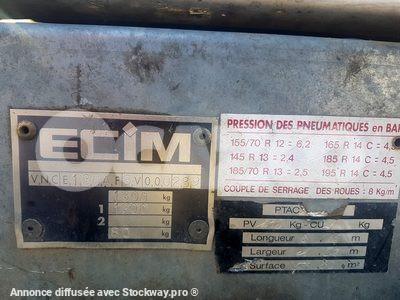 ECIM
kg
1 kg
2 kg
80 kg
PRESSION DES PNEUMATIQUES en BAR
155/70 R 12 = 6,2 165 R 14 C = 4,5
145 R 13 = 2,4 185 R 14 C = 4,5
185/70 R 13 = 2,5 195 R 14 C = 4,5
COUPLE DE SERRAGE DES ROUES : 8 Kg/m
PTAC
PV Kg - CU Kg
Longueur m
Largeur m
Surface m²
Annonce diffusée avec Stockway.pro ®